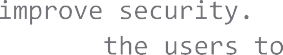 improve security.
the users to